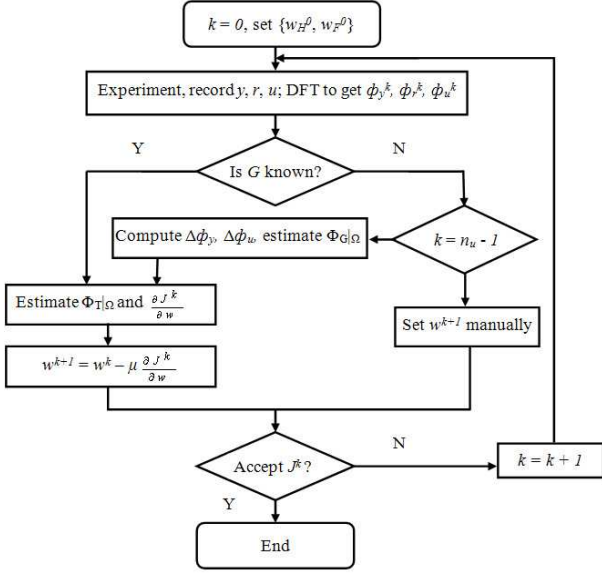 k = 0, set {w_H^0, w_F^0}
Experiment, record y, r, u; DFT to get ϕ_y^k, ϕ_r^k, ϕ_u^k
Y
N
Is G known?
k = n_u - 1
Compute Δϕ_y, Δϕ_u, estimate Φ_G|Ω
Estimate Φ_T|Ω and ∂J^k/∂w
Set w^{k+1} manually
w^{k+1} = w^k − μ ∂J^k/∂w
Accept J^k?
N
k = k + 1
Y
End